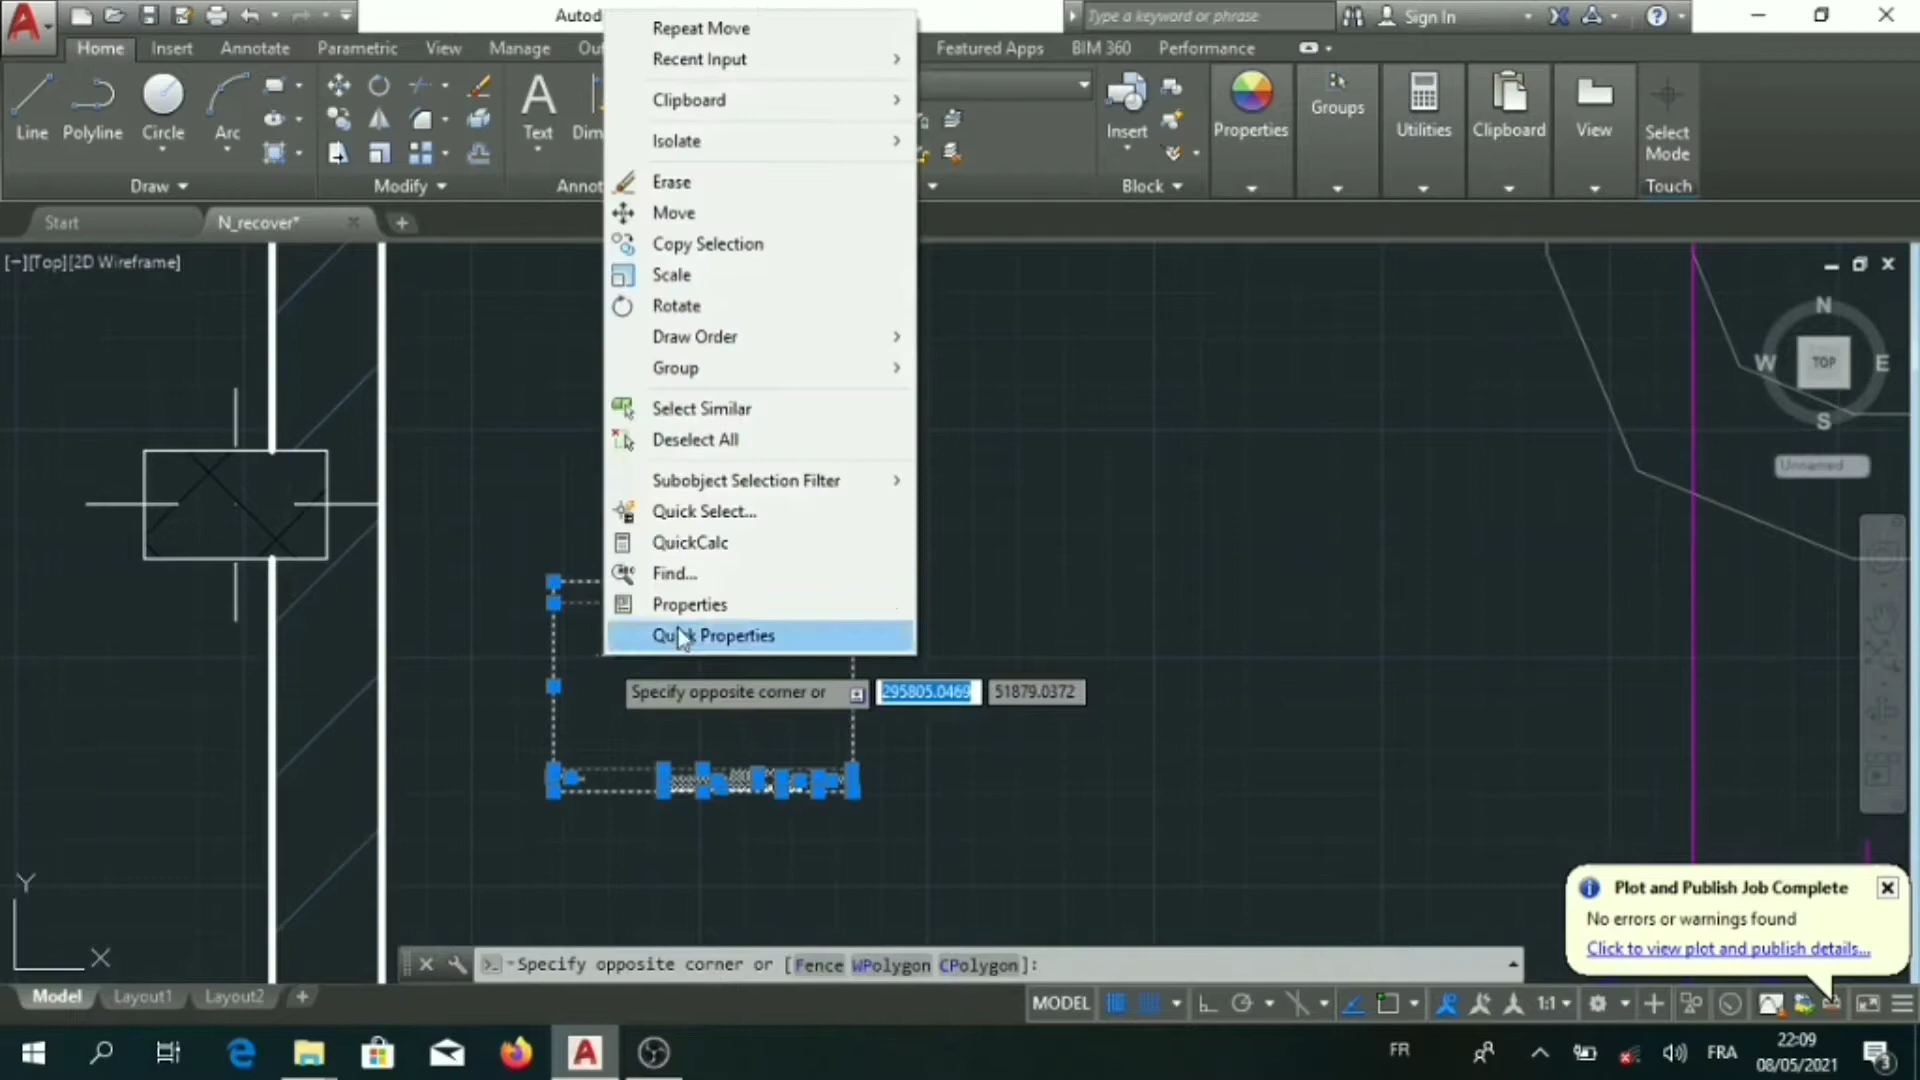 Autod
Type a keyword or phrase
Sign In
Home
Insert
Annotate
Parametric
View
Manage
Out
Featured Apps
BIM 360
Performance
Line
Polyline
Circle
Arc
Text
Dim
Insert
Properties
Groups
Utilities
Clipboard
View
Select
Mode
Draw
Modify
Annot
Block
Touch
Start
N_recover*
[−][Top][2D Wireframe]
Repeat Move
Recent Input
Clipboard
Isolate
Erase
Move
Copy Selection
Scale
Rotate
Draw Order
Group
Select Similar
Deselect All
Subobject Selection Filter
Quick Select...
QuickCalc
Find...
Properties
Quick Properties
N
W
TOP
E
S
Unnamed
Specify opposite corner or
295805.0469
51879.0372
Y
X
Plot and Publish Job Complete
No errors or warnings found
Click to view plot and publish details...
Specify opposite corner or [Fence WPolygon CPolygon]:
Model
Layout1
Layout2
MODEL
1:1
FR
FRA
22:09
08/05/2021
3